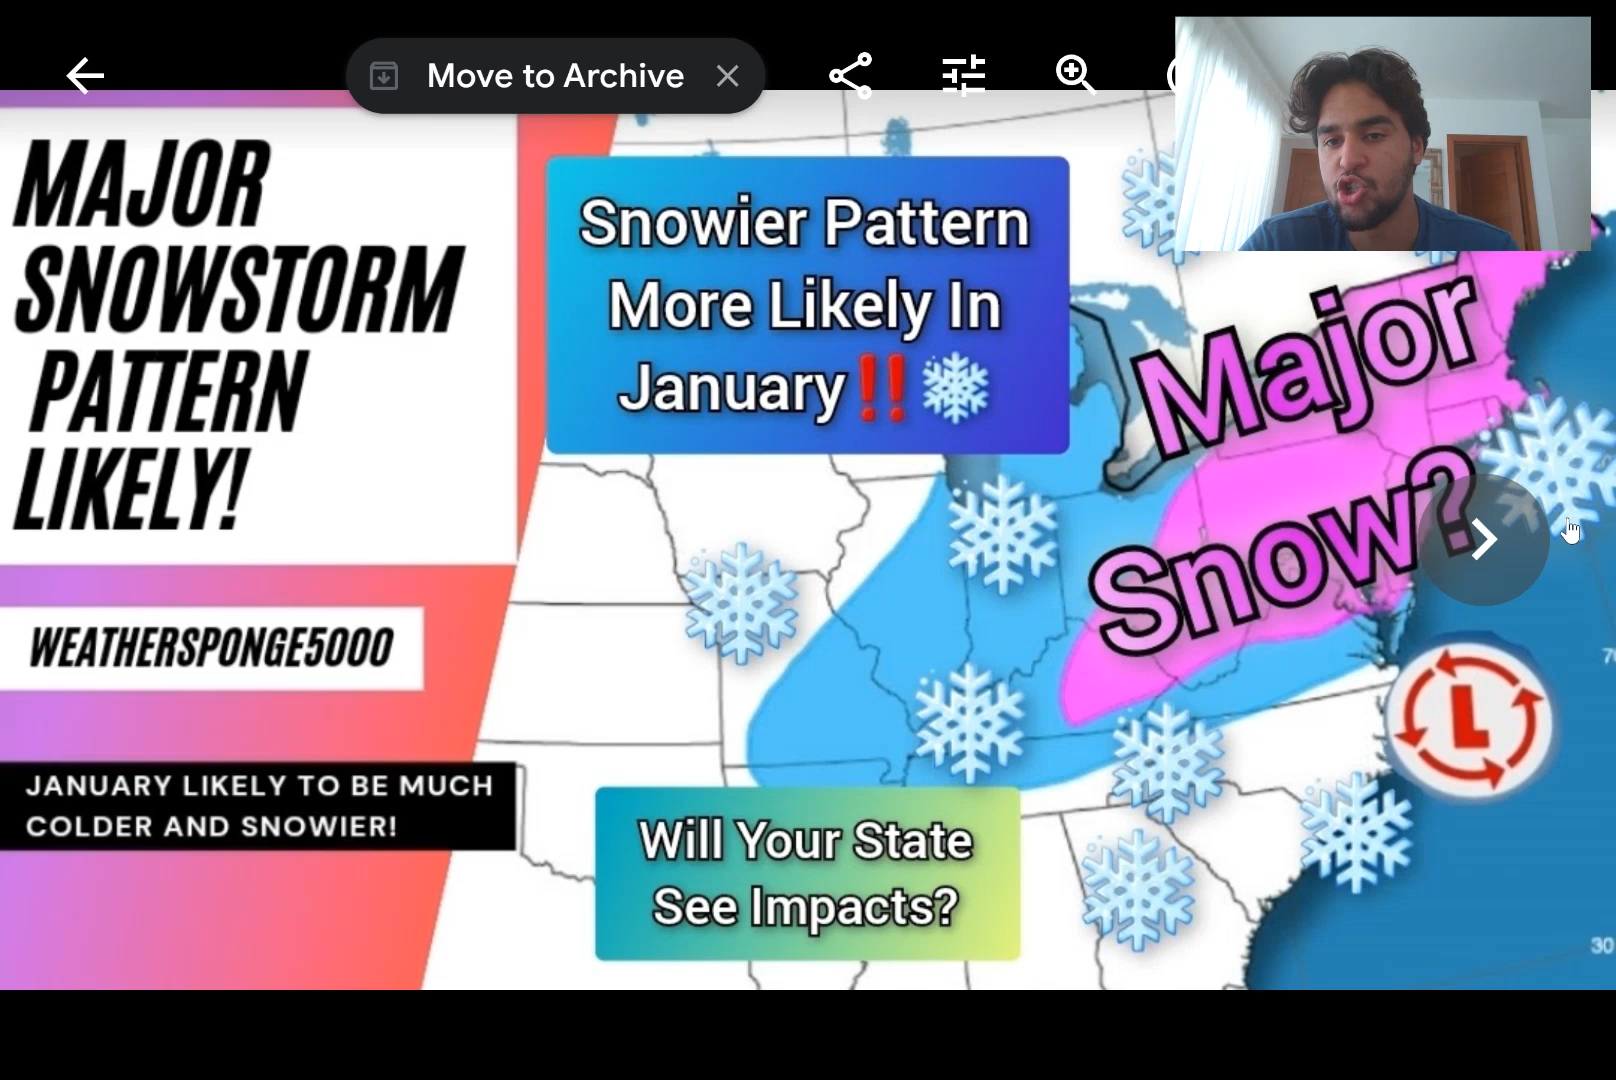 Move to Archive
MAJOR
SNOWSTORM
PATTERN
LIKELY!
WEATHERSPONGE5000
JANUARY LIKELY TO BE MUCH
COLDER AND SNOWIER!
Snowier Pattern
More Likely In
January‼️❄️
Major
Snow?
L
Will Your State
See Impacts?
30